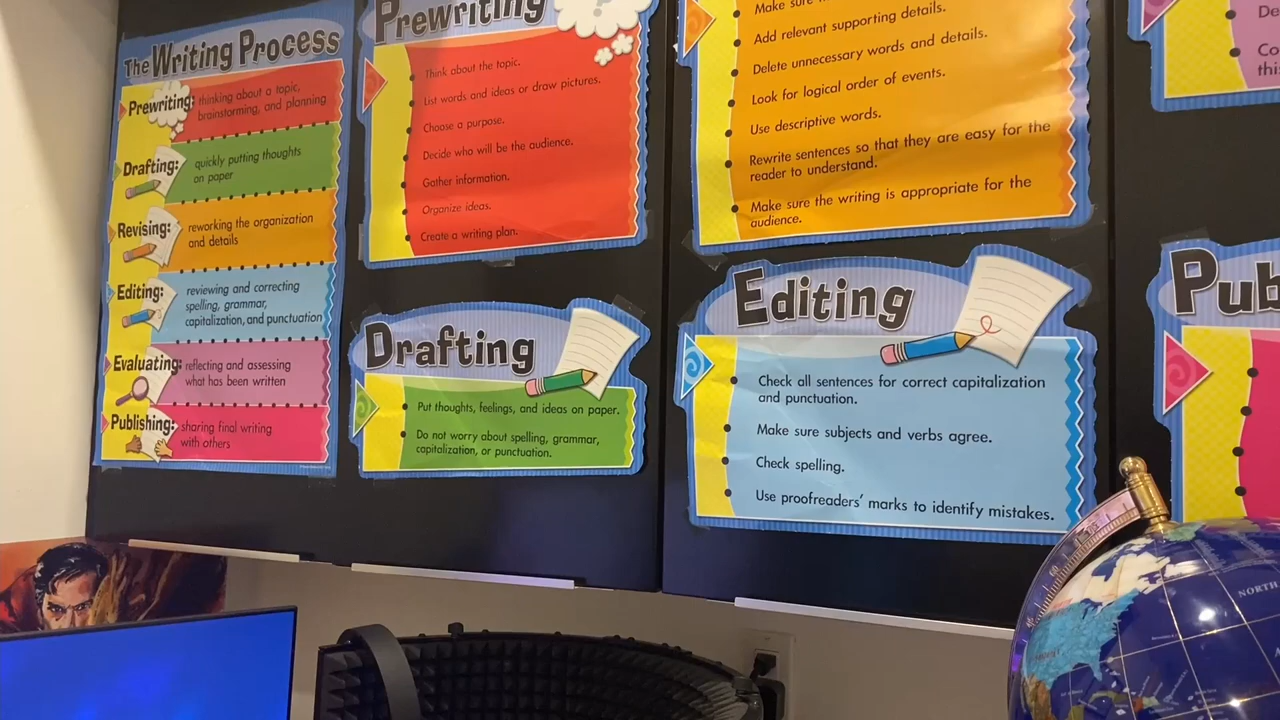 The Writing Process
Prewriting:
thinking about a topic,
brainstorming, and planning
Drafting:
quickly putting thoughts
on paper
Revising:
reworking the organization
and details
Editing:
reviewing and correcting
spelling, grammar,
capitalization, and punctuation
Evaluating:
reflecting and assessing
what has been written
Publishing:
sharing final writing
with others
Prewriting
Think about the topic.
List words and ideas or draw pictures.
Choose a purpose.
Decide who will be the audience.
Gather information.
Organize ideas.
Create a writing plan.
Drafting
Put thoughts, feelings, and ideas on paper.
Do not worry about spelling, grammar,
capitalization, or punctuation.
Make sure
Add relevant supporting details.
Delete unnecessary words and details.
Look for logical order of events.
Use descriptive words.
Rewrite sentences so that they are easy for the
reader to understand.
Make sure the writing is appropriate for the
audience.
Editing
Check all sentences for correct capitalization
and punctuation.
Make sure subjects and verbs agree.
Check spelling.
Use proofreaders' marks to identify mistakes.
De
Co
thi
Pub
NORTH